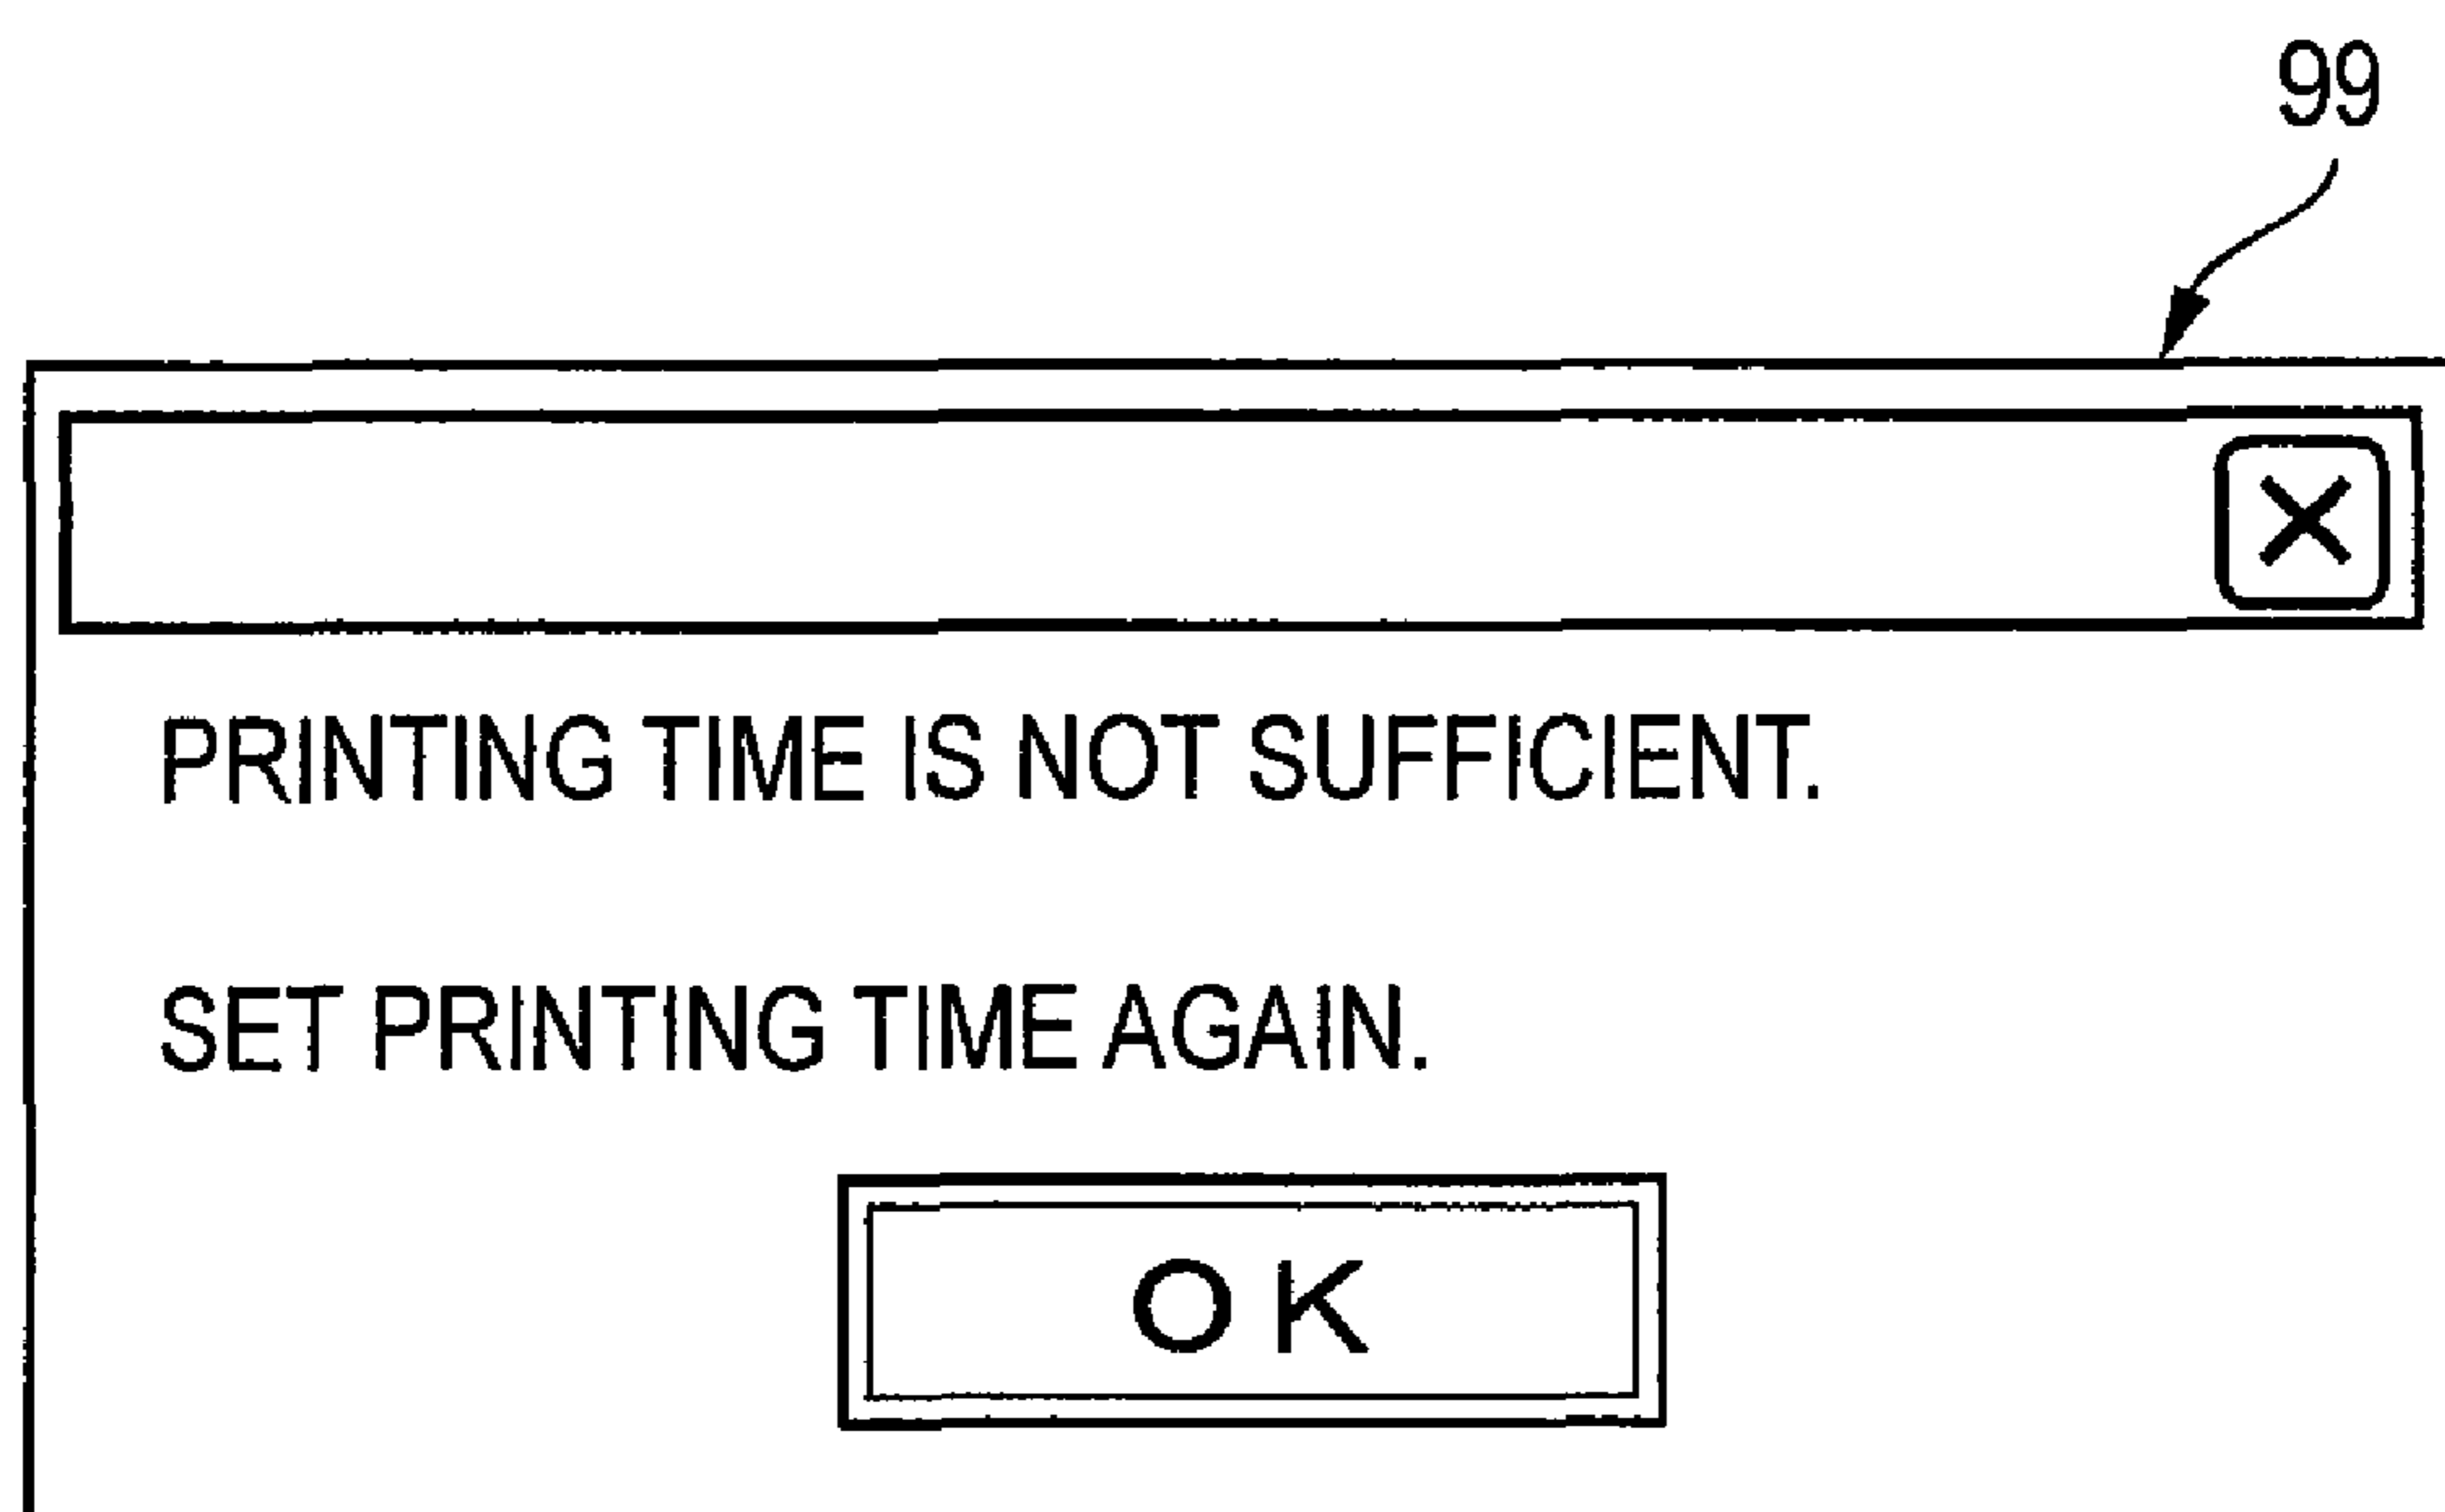 99
PRINTING TIME IS NOT SUFFICIENT.
SET PRINTING TIME AGAIN.
OK